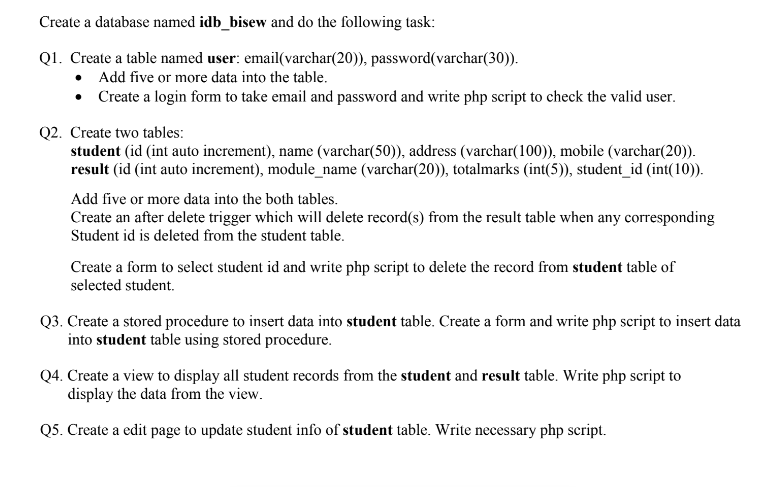 Create a database named idb_bisew and do the following task:
Q1. Create a table named user: email(varchar(20)), password(varchar(30)).
• Add five or more data into the table.
• Create a login form to take email and password and write php script to check the valid user.
Q2. Create two tables:
student (id (int auto increment), name (varchar(50)), address (varchar(100)), mobile (varchar(20)).
result (id (int auto increment), module_name (varchar(20)), totalmarks (int(5)), student_id (int(10)).
Add five or more data into the both tables.
Create an after delete trigger which will delete record(s) from the result table when any corresponding
Student id is deleted from the student table.
Create a form to select student id and write php script to delete the record from student table of
selected student.
Q3. Create a stored procedure to insert data into student table. Create a form and write php script to insert data
into student table using stored procedure.
Q4. Create a view to display all student records from the student and result table. Write php script to
display the data from the view.
Q5. Create a edit page to update student info of student table. Write necessary php script.